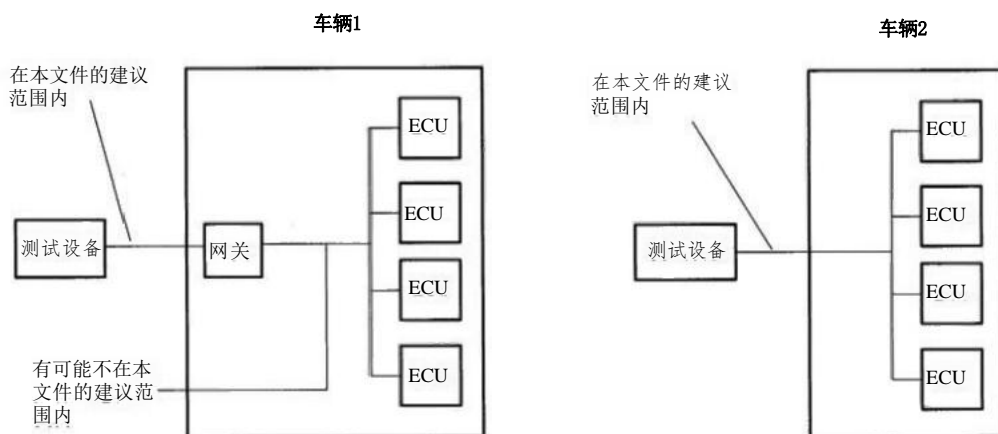 车辆1
在本文件的建议
范围内
ECU
ECU
测试设备
网关
ECU
有可能不在本
文件的建议范
围内
ECU
车辆2
在本文件的建议
范围内
ECU
ECU
测试设备
ECU
ECU